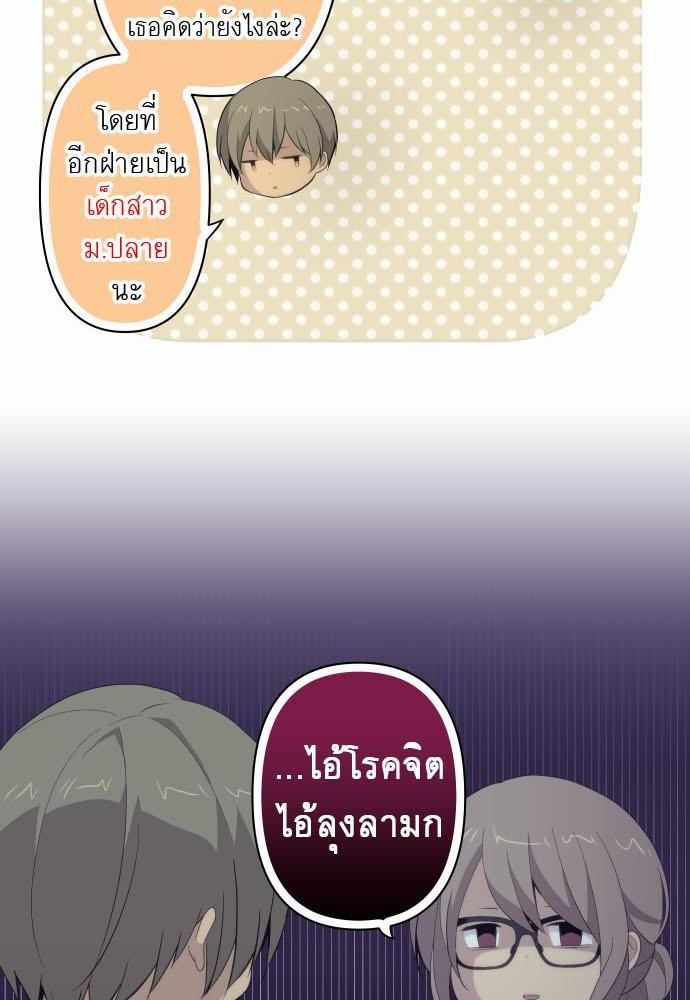 เธอคิดว่ายังไงล่ะ?
โดยที่
อีกฝ่ายเป็น
เด็กสาว
ม.ปลาย
นะ
...ไอ้โรคจิต
ไอ้ลุงลามก